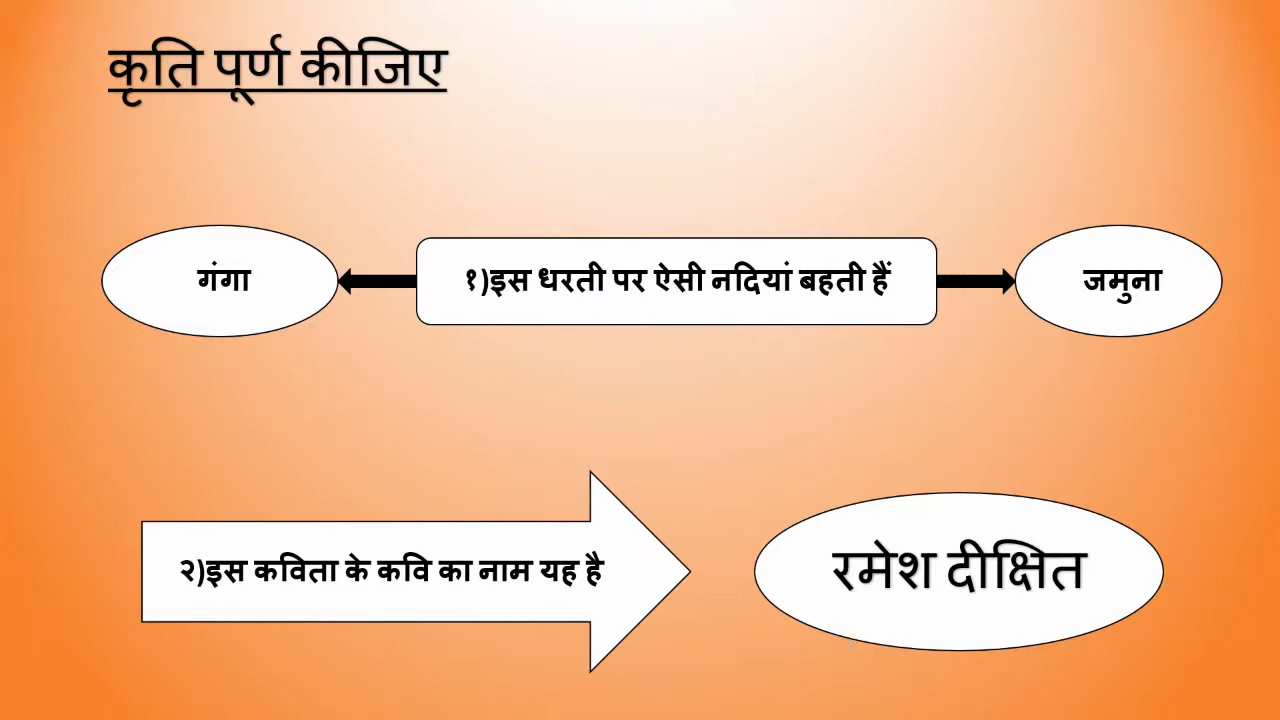 कृति पूर्ण कीजिए
गंगा
१)इस धरती पर ऐसी नदियां बहती हैं
जमुना
२)इस कविता के कवि का नाम यह है
रमेश दीक्षित